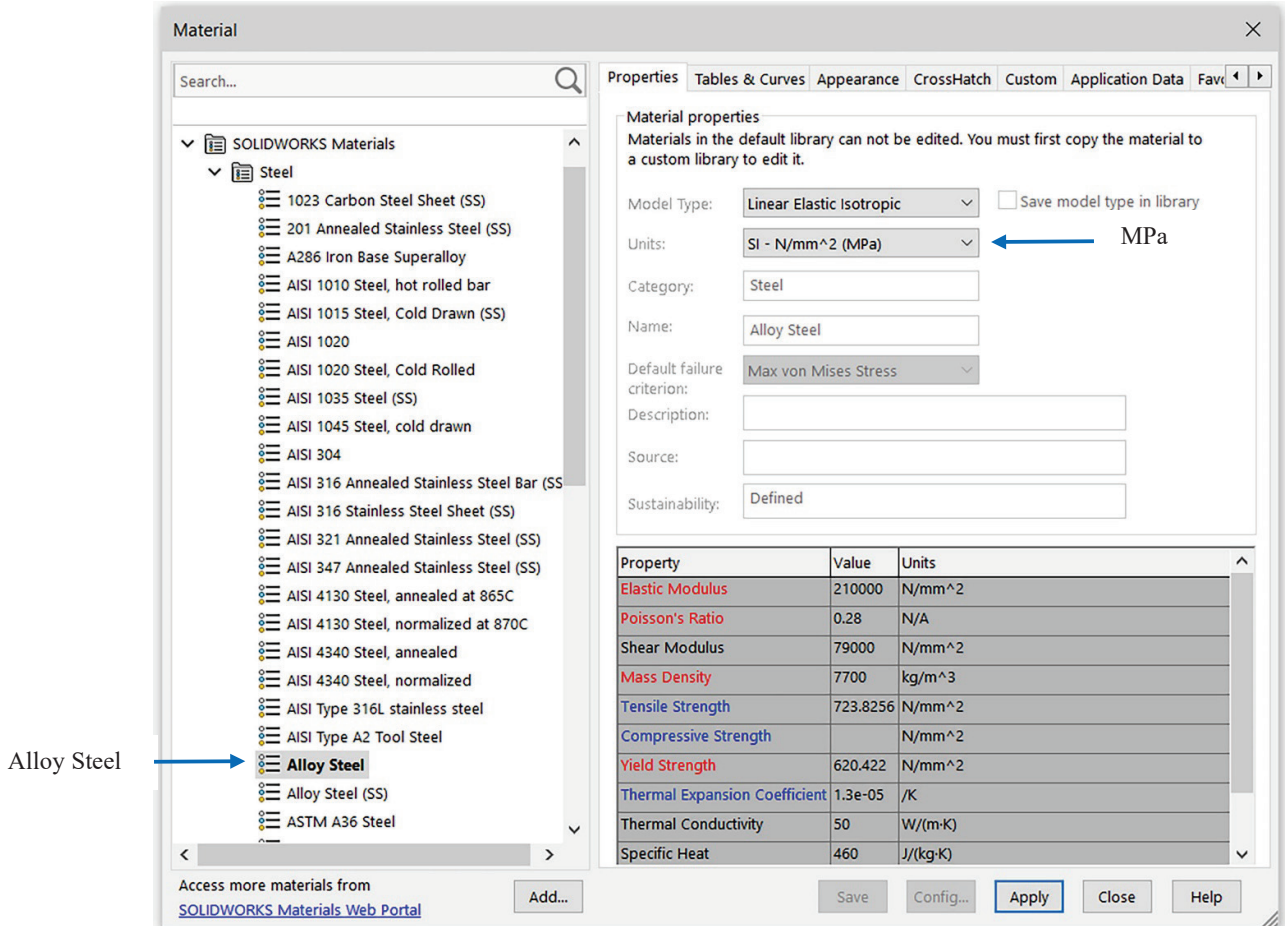 Material
Search...
SOLIDWORKS Materials
Steel
1023 Carbon Steel Sheet (SS)
201 Annealed Stainless Steel (SS)
A286 Iron Base Superalloy
AISI 1010 Steel, hot rolled bar
AISI 1015 Steel, Cold Drawn (SS)
AISI 1020
AISI 1020 Steel, Cold Rolled
AISI 1035 Steel (SS)
AISI 1045 Steel, cold drawn
AISI 304
AISI 316 Annealed Stainless Steel Bar (SS
AISI 316 Stainless Steel Sheet (SS)
AISI 321 Annealed Stainless Steel (SS)
AISI 347 Annealed Stainless Steel (SS)
AISI 4130 Steel, annealed at 865C
AISI 4130 Steel, normalized at 870C
AISI 4340 Steel, annealed
AISI 4340 Steel, normalized
AISI Type 316L stainless steel
AISI Type A2 Tool Steel
Alloy Steel
Alloy Steel
Alloy Steel (SS)
ASTM A36 Steel
Access more materials from
SOLIDWORKS Materials Web Portal
Add...
Properties Tables & Curves Appearance CrossHatch Custom Application Data Favo
Material properties
Materials in the default library can not be edited. You must first copy the material to
a custom library to edit it.
Model Type: Linear Elastic Isotropic Save model type in library
Units: SI - N/mm^2 (MPa) MPa
Category: Steel
Name: Alloy Steel
Default failure
criterion: Max von Mises Stress
Description:
Source:
Sustainability: Defined
Property Value Units
Elastic Modulus 210000 N/mm^2
Poisson's Ratio 0.28 N/A
Shear Modulus 79000 N/mm^2
Mass Density 7700 kg/m^3
Tensile Strength 723.8256 N/mm^2
Compressive Strength N/mm^2
Yield Strength 620.422 N/mm^2
Thermal Expansion Coefficient 1.3e-05 /K
Thermal Conductivity 50 W/(m·K)
Specific Heat 460 J/(kg·K)
Save Config... Apply Close Help